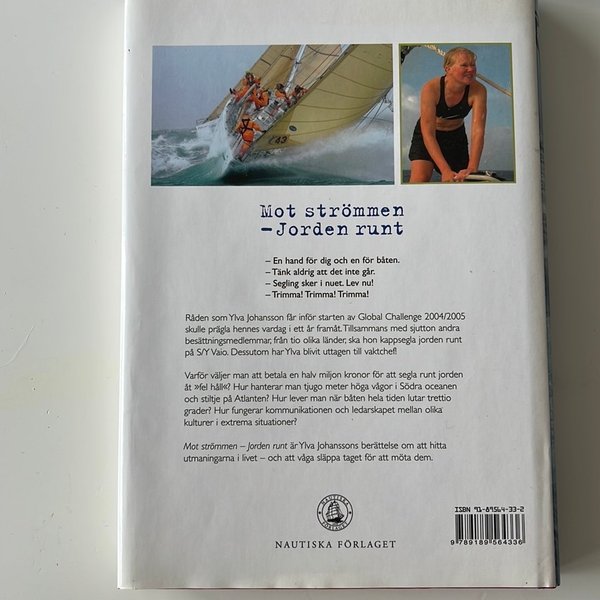 43
Mot strömmen
– Jorden runt
– En hand för dig och en för båten.
– Tänk aldrig att det inte går.
– Segling sker i nuet. Lev nu!
– Trimma! Trimma! Trimma!
Råden som Ylva Johansson får inför starten av Global Challenge 2004/2005
skulle prägla hennes vardag i ett år framåt. Tillsammans med sjutton andra
besättningsmedlemmar, från tio olika länder, ska hon kappsegla jorden runt
på S/Y Vaio. Dessutom har Ylva blivit uttagen till vaktchef!
Varför väljer man att betala en halv miljon kronor för att segla runt jorden
åt »fel håll«? Hur hanterar man tjugo meter höga vågor i Södra oceanen
och stiltje på Atlanten? Hur lever man när båten hela tiden lutar trettio
grader? Hur fungerar kommunikationen och ledarskapet mellan olika
kulturer i extrema situationer?
Mot strömmen – Jorden runt är Ylva Johanssons berättelse om att hitta
utmaningarna i livet – och att våga släppa taget för att möta dem.
NAUTISKA
FÖRLAGET
NAUTISKA FÖRLAGET
ISBN 91-89564-33-2
9 789189 564336